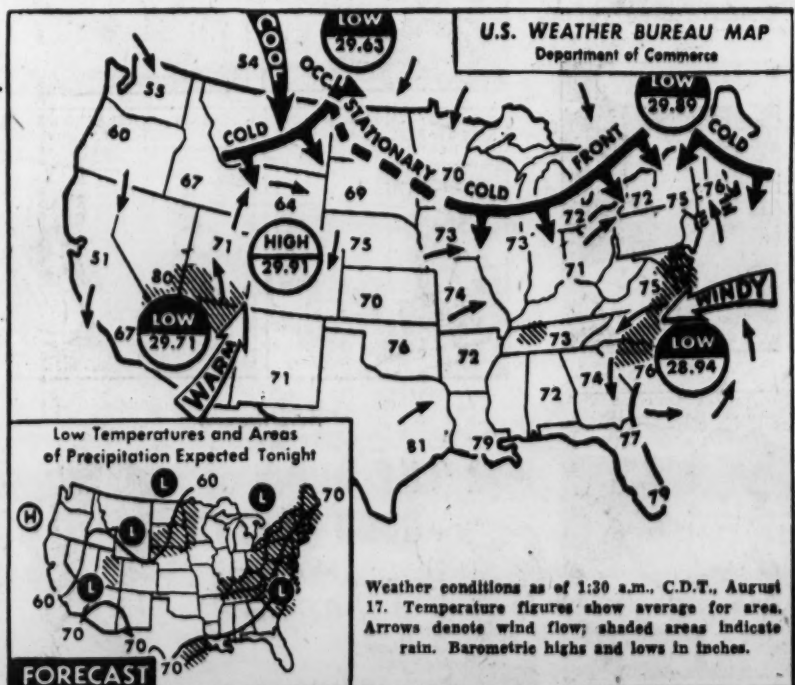 U.S. WEATHER BUREAU MAP
Department of Commerce
LOW
29.63
LOW
29.89
COOL
54
55
OCC.
STATIONARY
COLD
COLD
FRONT
COLD
60
67
64
69
70
72
75
76
51
71
HIGH
29.91
75
73
73
72
71
75
WINDY
80
67
LOW
29.71
WARM
70
74
73
76
72
71
76
LOW
28.94
74
72
77
81
79
79
Low Temperatures and Areas
of Precipitation Expected Tonight
L
60
L
70
H
L
L
L
60
70
70
70
FORECAST
Weather conditions as of 1:30 a.m., C.D.T., August
17. Temperature figures show average for area.
Arrows denote wind flow; shaded areas indicate
rain. Barometric highs and lows in inches.